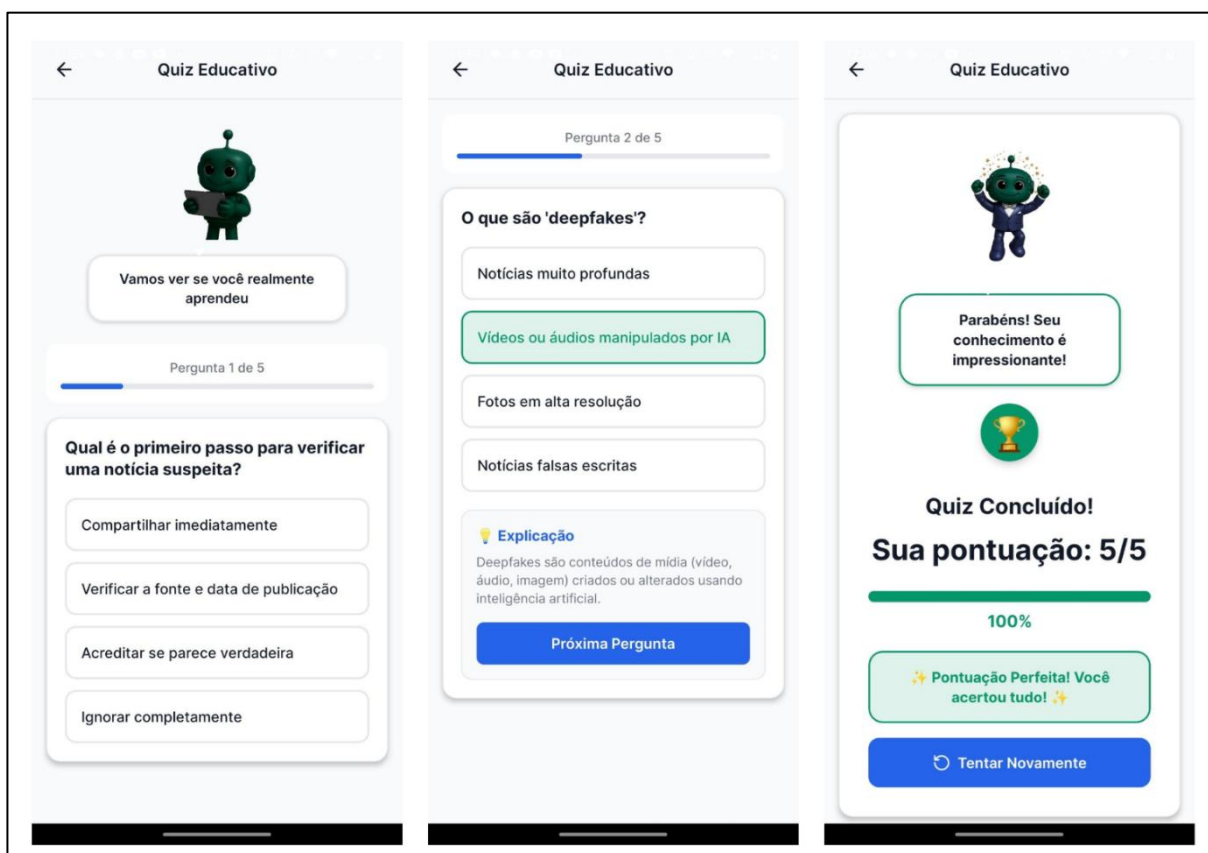 Quiz Educativo
Vamos ver se você realmente
aprendeu
Pergunta 1 de 5
Qual é o primeiro passo para verificar
uma notícia suspeita?
Compartilhar imediatamente
Verificar a fonte e data de publicação
Acreditar se parece verdadeira
Ignorar completamente
Quiz Educativo
Pergunta 2 de 5
O que são 'deepfakes'?
Notícias muito profundas
Vídeos ou áudios manipulados por IA
Fotos em alta resolução
Notícias falsas escritas
Explicação
Deepfakes são conteúdos de mídia (vídeo,
áudio, imagem) criados ou alterados usando
inteligência artificial.
Próxima Pergunta
Quiz Educativo
Parabéns! Seu
conhecimento é
impressionante!
Quiz Concluído!
Sua pontuação: 5/5
100%
✨ Pontuação Perfeita! Você
acertou tudo! ✨
Tentar Novamente